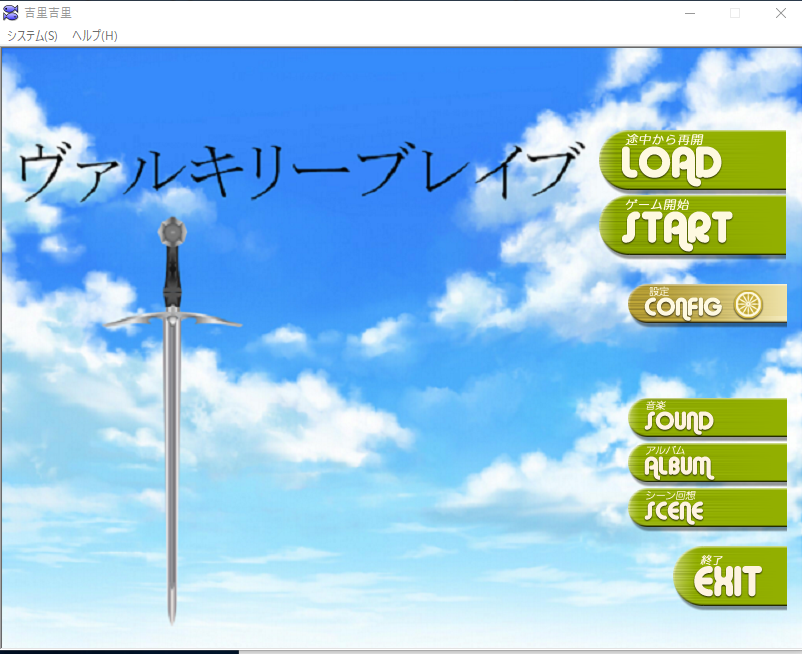 吉里吉里
システム(S) ヘルプ(H)
ヴァルキリーブレイブ
途中から再開
LOAD
ゲーム開始
START
設定
CONFIG
音楽
SOUND
アルバム
ALBUM
シーン回想
SCENE
終了
EXIT